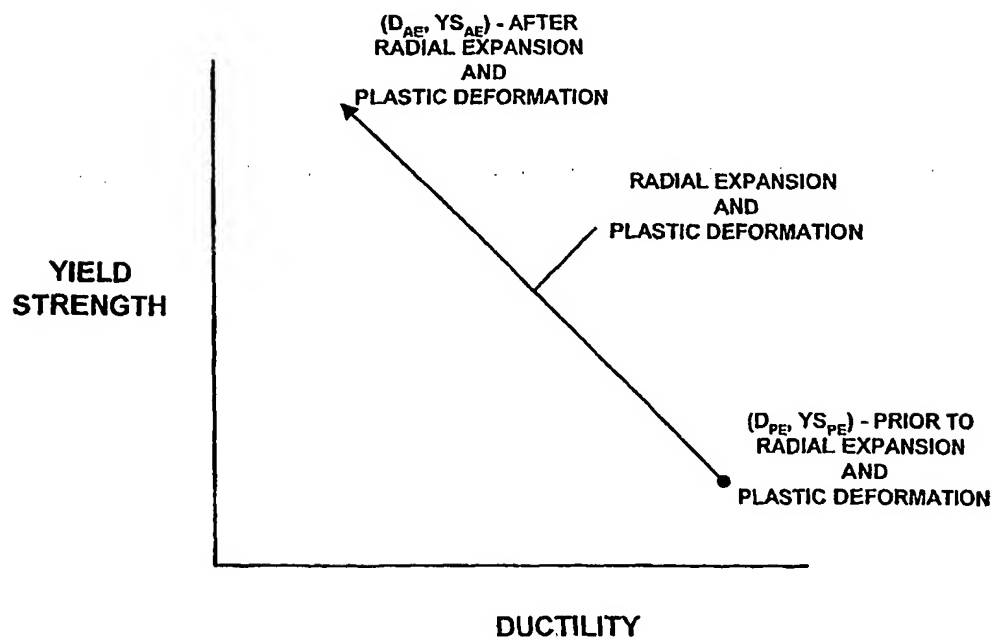 (D_AE, YS_AE) - AFTER
RADIAL EXPANSION
AND
PLASTIC DEFORMATION
RADIAL EXPANSION
AND
PLASTIC DEFORMATION
YIELD
STRENGTH
(D_PE, YS_PE) - PRIOR TO
RADIAL EXPANSION
AND
PLASTIC DEFORMATION
DUCTILITY